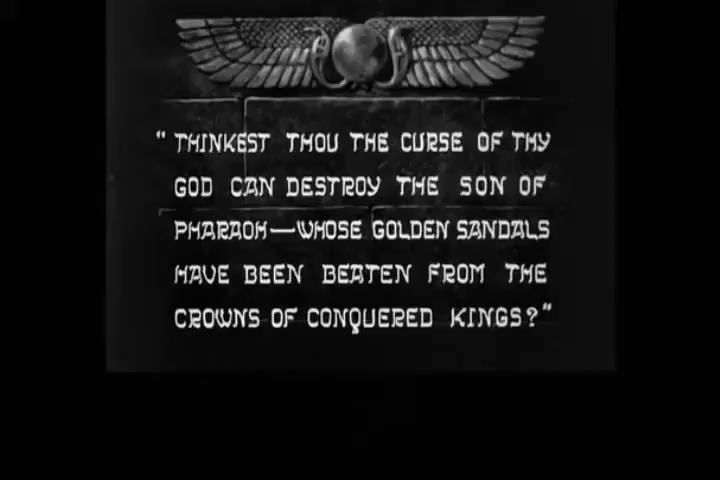 "THINKEST THOU THE CURSE OF THY
GOD CAN DESTROY THE SON OF
PHARAOH—WHOSE GOLDEN SANDALS
HAVE BEEN BEATEN FROM THE
CROWNS OF CONQUERED KINGS?"